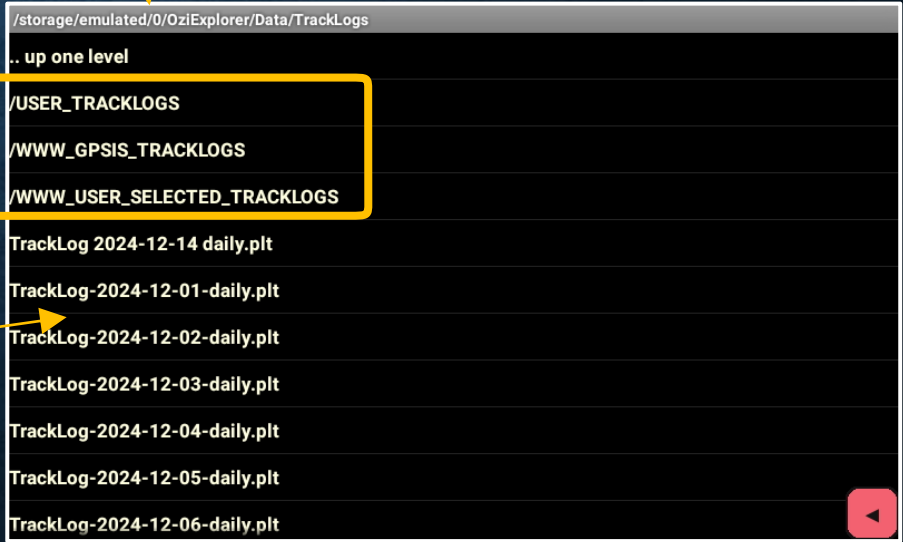 /storage/emulated/0/OziExplorer/Data/TrackLogs
.. up one level
/USER_TRACKLOGS
/WWW_GPSIS_TRACKLOGS
/WWW_USER_SELECTED_TRACKLOGS
TrackLog 2024-12-14 daily.plt
TrackLog-2024-12-01-daily.plt
TrackLog-2024-12-02-daily.plt
TrackLog-2024-12-03-daily.plt
TrackLog-2024-12-04-daily.plt
TrackLog-2024-12-05-daily.plt
TrackLog-2024-12-06-daily.plt